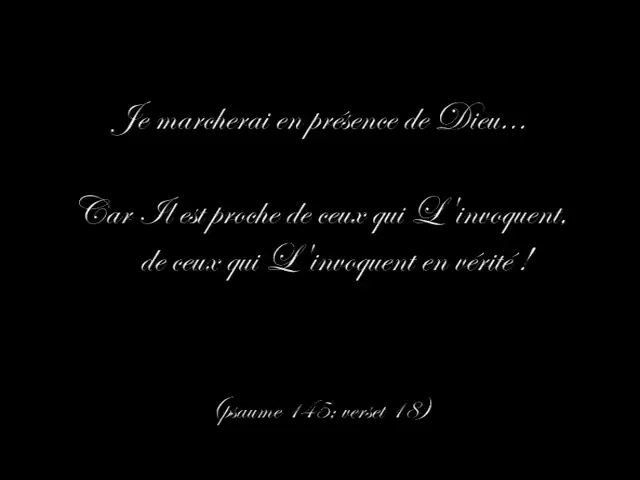 Je marcherai en présence de Dieu...
Car Il est proche de ceux qui L'invoquent,
de ceux qui L'invoquent en vérité !
(psaume 145: verset 18)